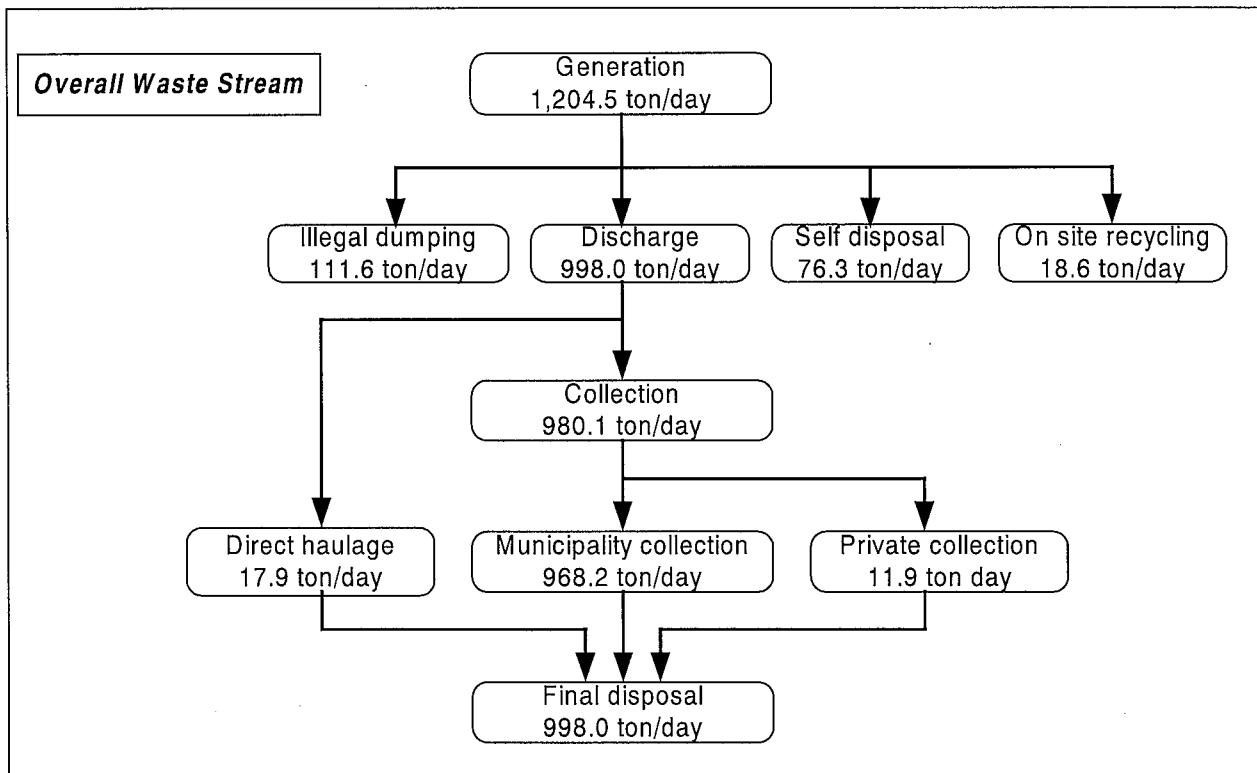 Overall Waste Stream
Generation
1,204.5 ton/day
Illegal dumping
111.6 ton/day
Discharge
998.0 ton/day
Self disposal
76.3 ton/day
On site recycling
18.6 ton/day
Collection
980.1 ton/day
Direct haulage
17.9 ton/day
Municipality collection
968.2 ton/day
Private collection
11.9 ton day
Final disposal
998.0 ton/day